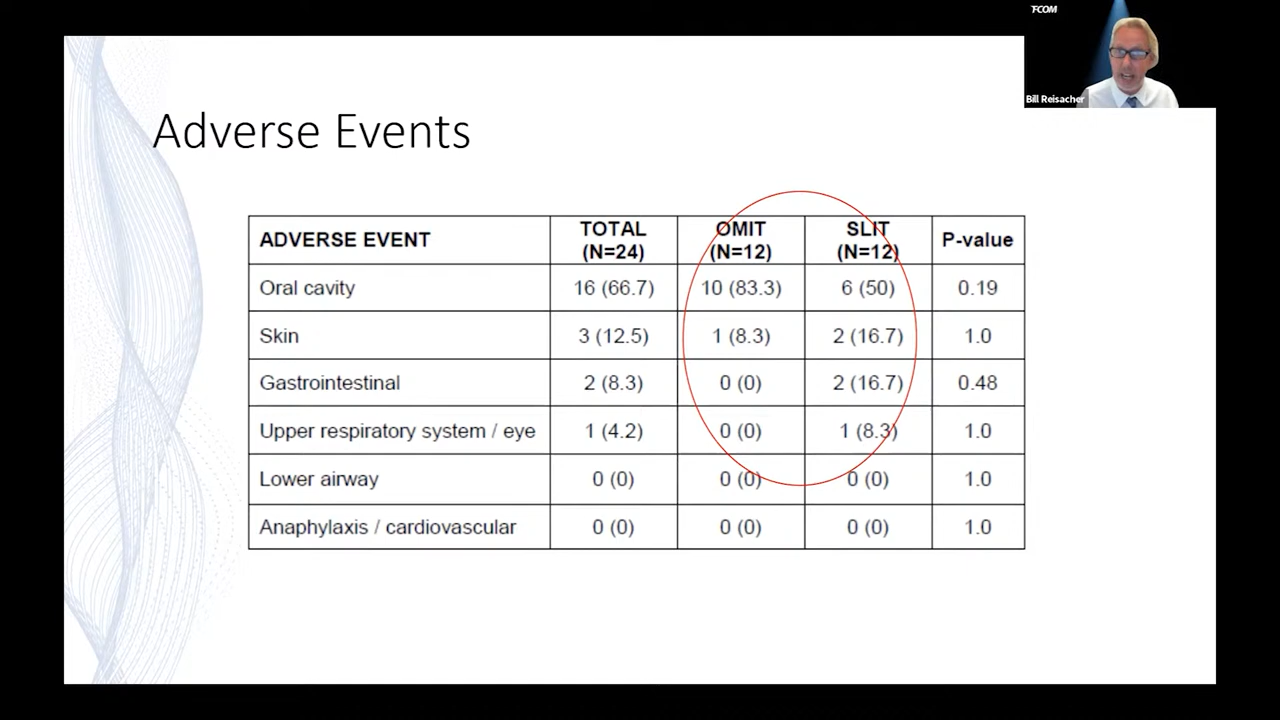 TFCOM
Bill Reisacher
Adverse Events
ADVERSE EVENT TOTAL (N=24) OMIT (N=12) SLIT (N=12) P-value
Oral cavity 16 (66.7) 10 (83.3) 6 (50) 0.19
Skin 3 (12.5) 1 (8.3) 2 (16.7) 1.0
Gastrointestinal 2 (8.3) 0 (0) 2 (16.7) 0.48
Upper respiratory system / eye 1 (4.2) 0 (0) 1 (8.3) 1.0
Lower airway 0 (0) 0 (0) 0 (0) 1.0
Anaphylaxis / cardiovascular 0 (0) 0 (0) 0 (0) 1.0